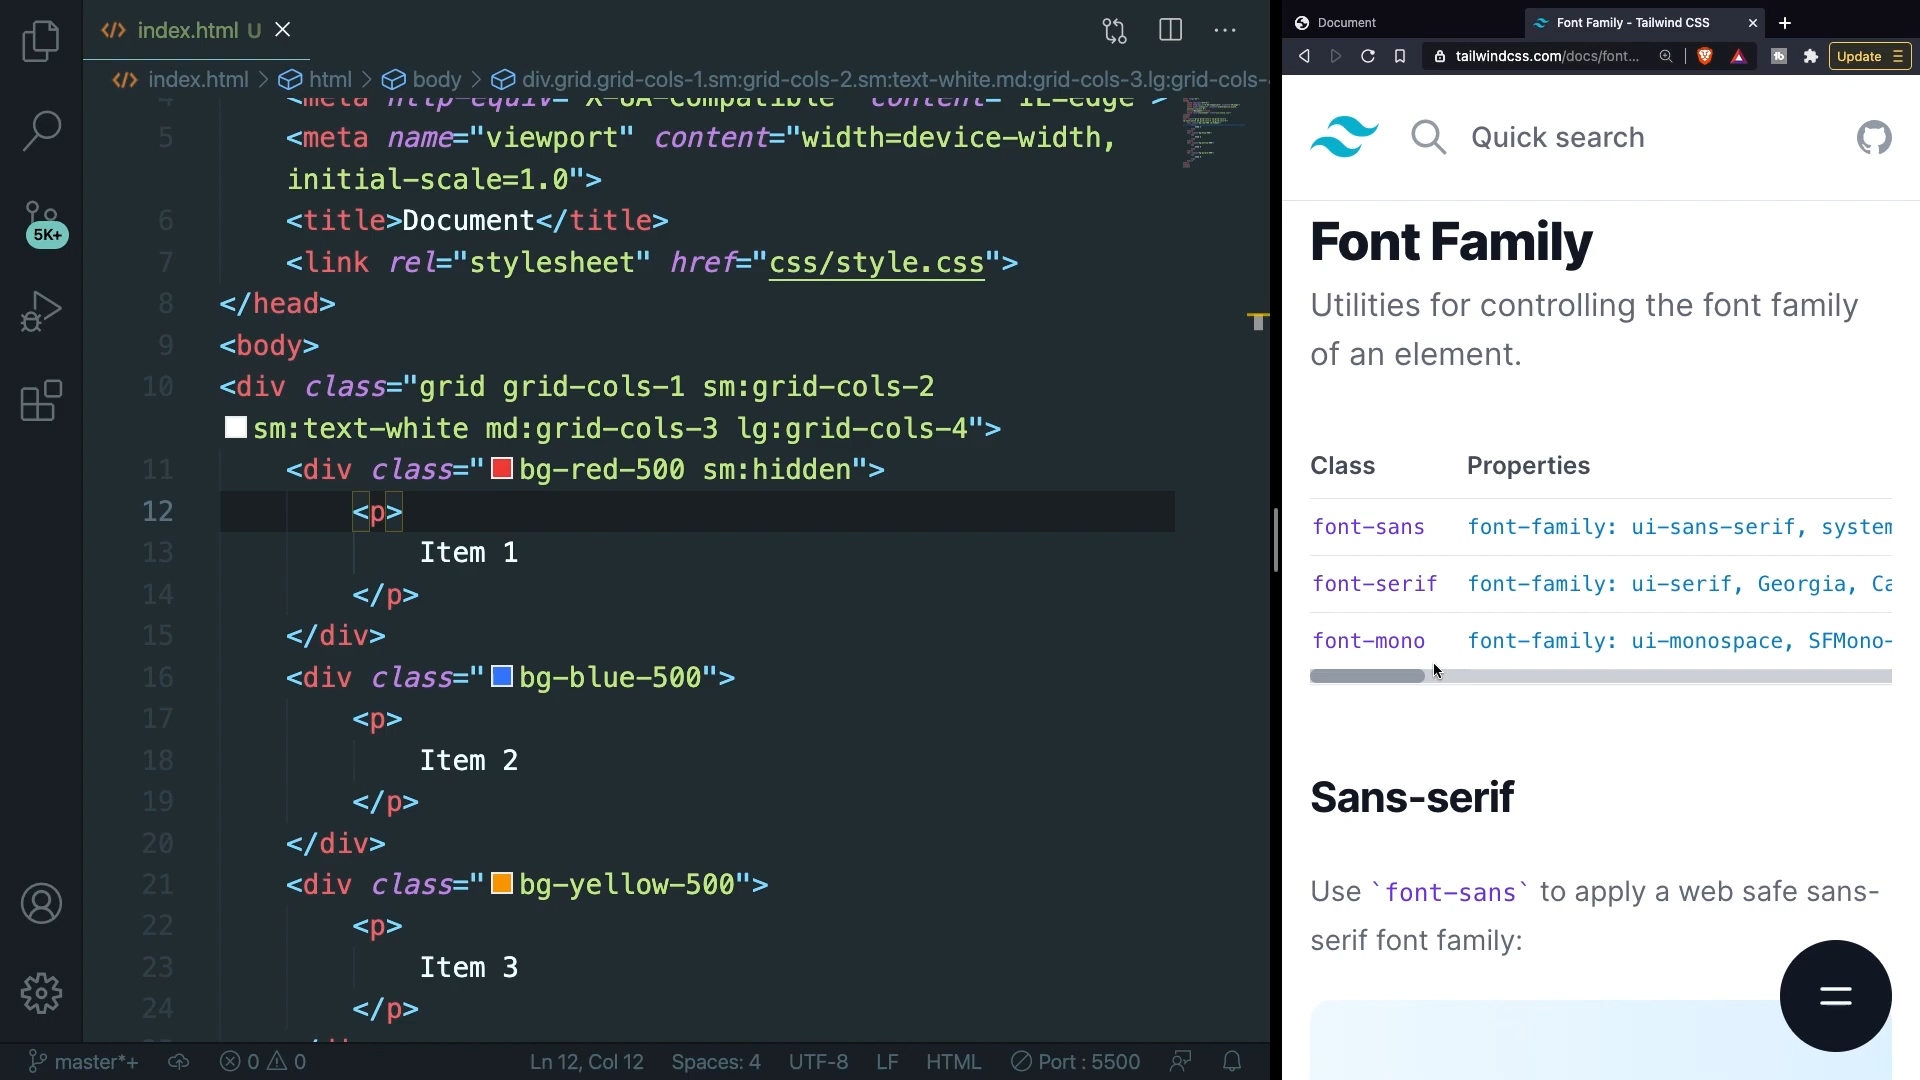 index.html U
index.html > html > body > div.grid.grid-cols-1.sm:grid-cols-2.sm:text-white.md:grid-cols-3.lg:grid-cols-
4 <meta http-equiv="X-UA-Compatible" content="IE=edge">
5 <meta name="viewport" content="width=device-width,
initial-scale=1.0">
6 <title>Document</title>
7 <link rel="stylesheet" href="css/style.css">
8 </head>
9 <body>
10 <div class="grid grid-cols-1 sm:grid-cols-2
sm:text-white md:grid-cols-3 lg:grid-cols-4">
11 <div class="bg-red-500 sm:hidden">
12 <p>
13 Item 1
14 </p>
15 </div>
16 <div class="bg-blue-500">
17 <p>
18 Item 2
19 </p>
20 </div>
21 <div class="bg-yellow-500">
22 <p>
23 Item 3
24 </p>
5K+
master*+ 0 0 Ln 12, Col 12 Spaces: 4 UTF-8 LF HTML Port : 5500
Document Font Family - Tailwind CSS
tailwindcss.com/docs/font... Update
Quick search
Font Family
Utilities for controlling the font family
of an element.
Class Properties
font-sans font-family: ui-sans-serif, system
font-serif font-family: ui-serif, Georgia, Ca
font-mono font-family: ui-monospace, SFMono-
Sans-serif
Use `font-sans` to apply a web safe sans-
serif font family: